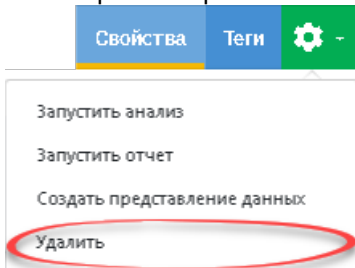 Свойства Теги
Запустить анализ
Запустить отчет
Создать представление данных
Удалить